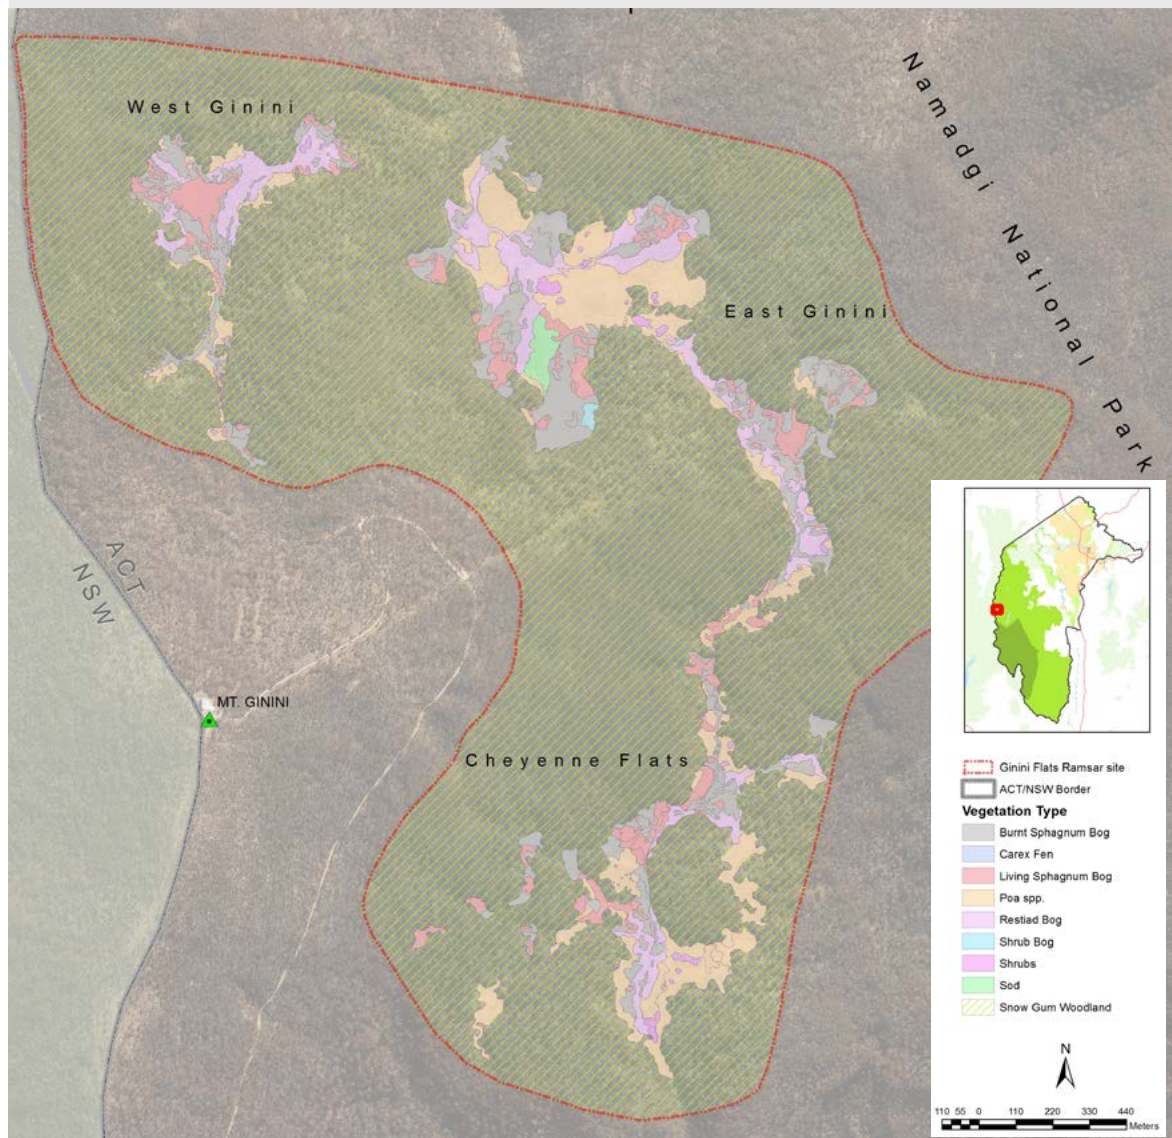 West Ginini
Namadgi National Park
East Ginini
ACT
NSW
MT. GININI
Cheyenne Flats
Ginini Flats Ramsar site
ACT/NSW Border
Vegetation Type
Burnt Sphagnum Bog
Carex Fen
Living Sphagnum Bog
Poa spp.
Restiad Bog
Shrub Bog
Shrubs
Sod
Snow Gum Woodland
N
110 55 0 110 220 330 440
Meters